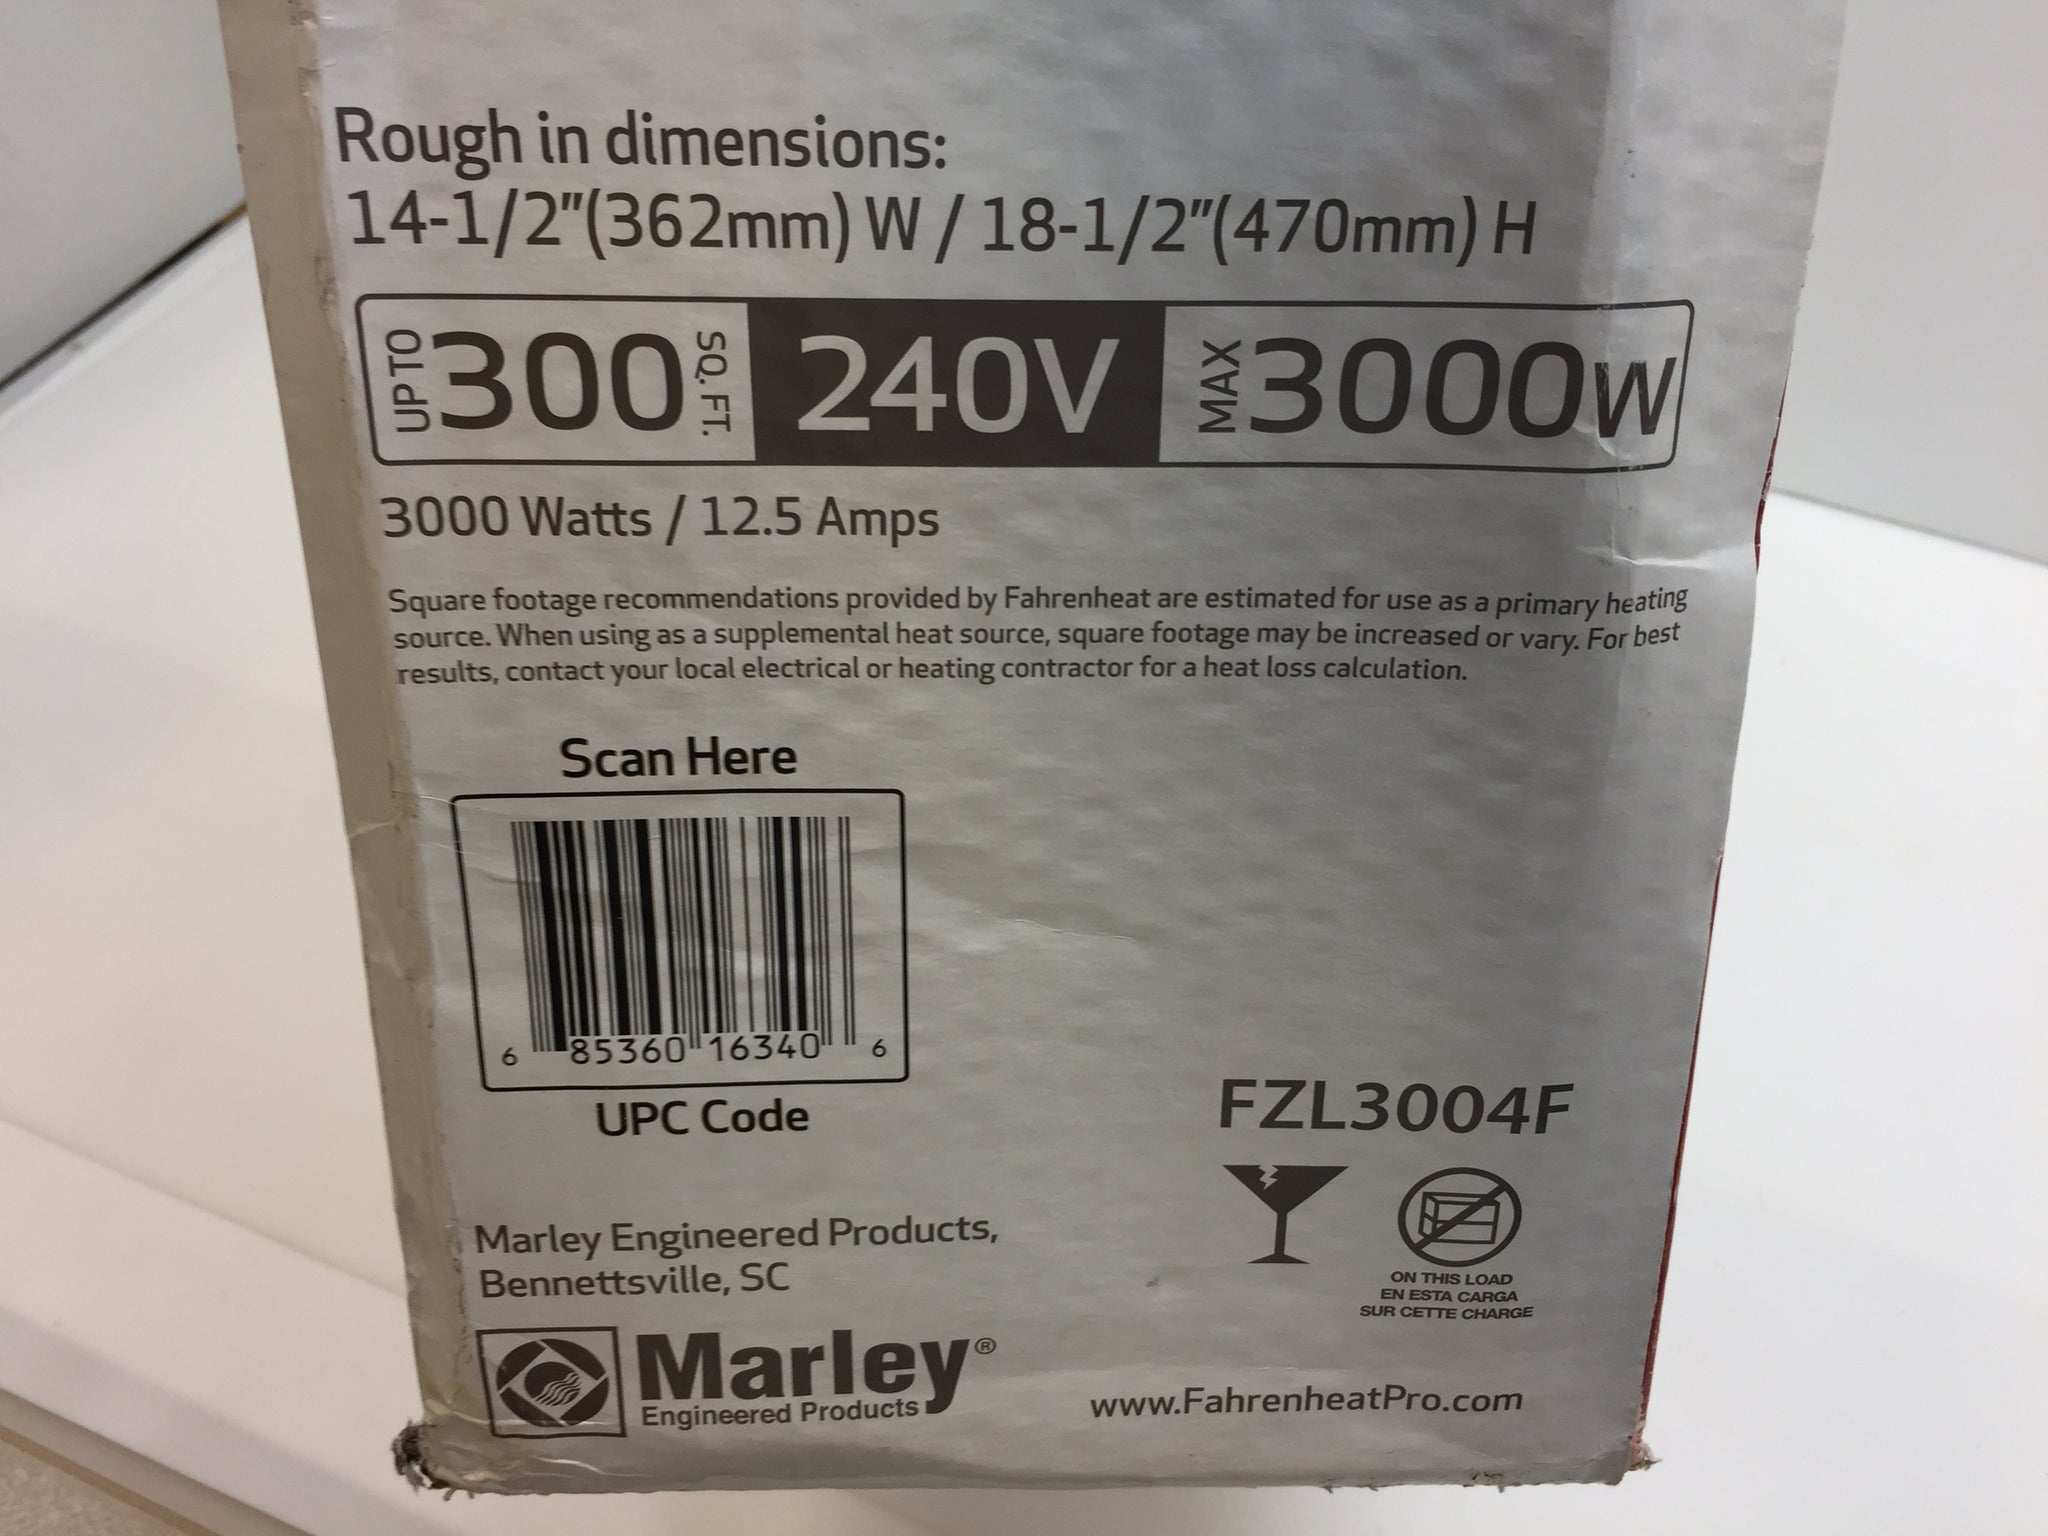 Rough in dimensions:
14-1/2"(362mm) W / 18-1/2"(470mm) H
UP TO 300 SQ. FT. 240V MAX 3000W
3000 Watts / 12.5 Amps
Square footage recommendations provided by Fahrenheat are estimated for use as a primary heating
source. When using as a supplemental heat source, square footage may be increased or vary. For best
results, contact your local electrical or heating contractor for a heat loss calculation.
Scan Here
6 85360 16340 6
UPC Code
FZL3004F
ON THIS LOAD
EN ESTA CARGA
SUR CETTE CHARGE
Marley Engineered Products,
Bennettsville, SC
Marley®
Engineered Products
www.FahrenheatPro.com